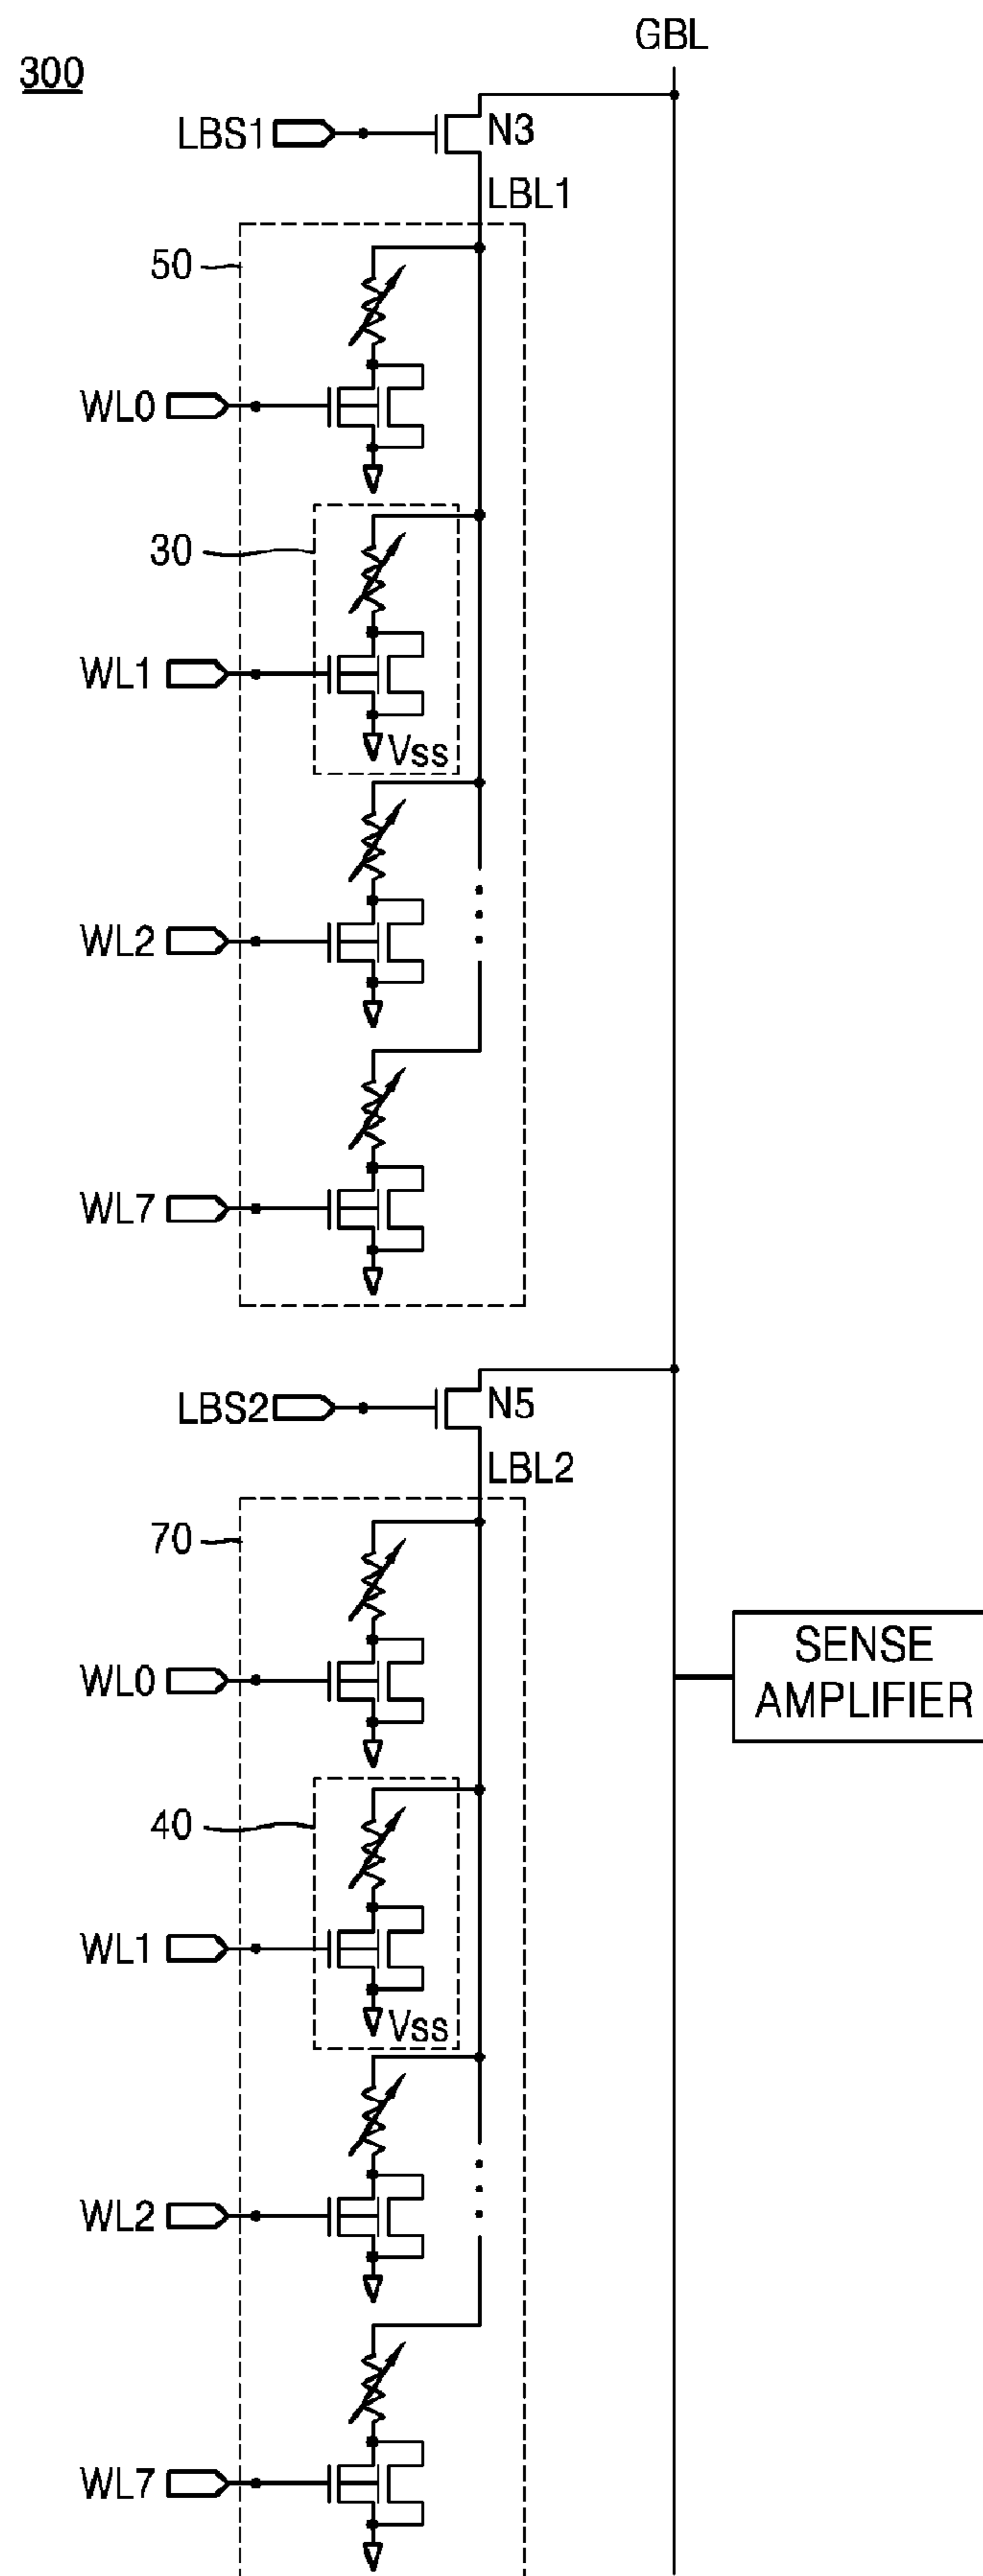 GBL
300
LBS1
N3
LBL1
50
WL0
30
WL1
Vss
WL2
WL7
LBS2
N5
LBL2
70
WL0
SENSE
AMPLIFIER
40
WL1
Vss
WL2
WL7